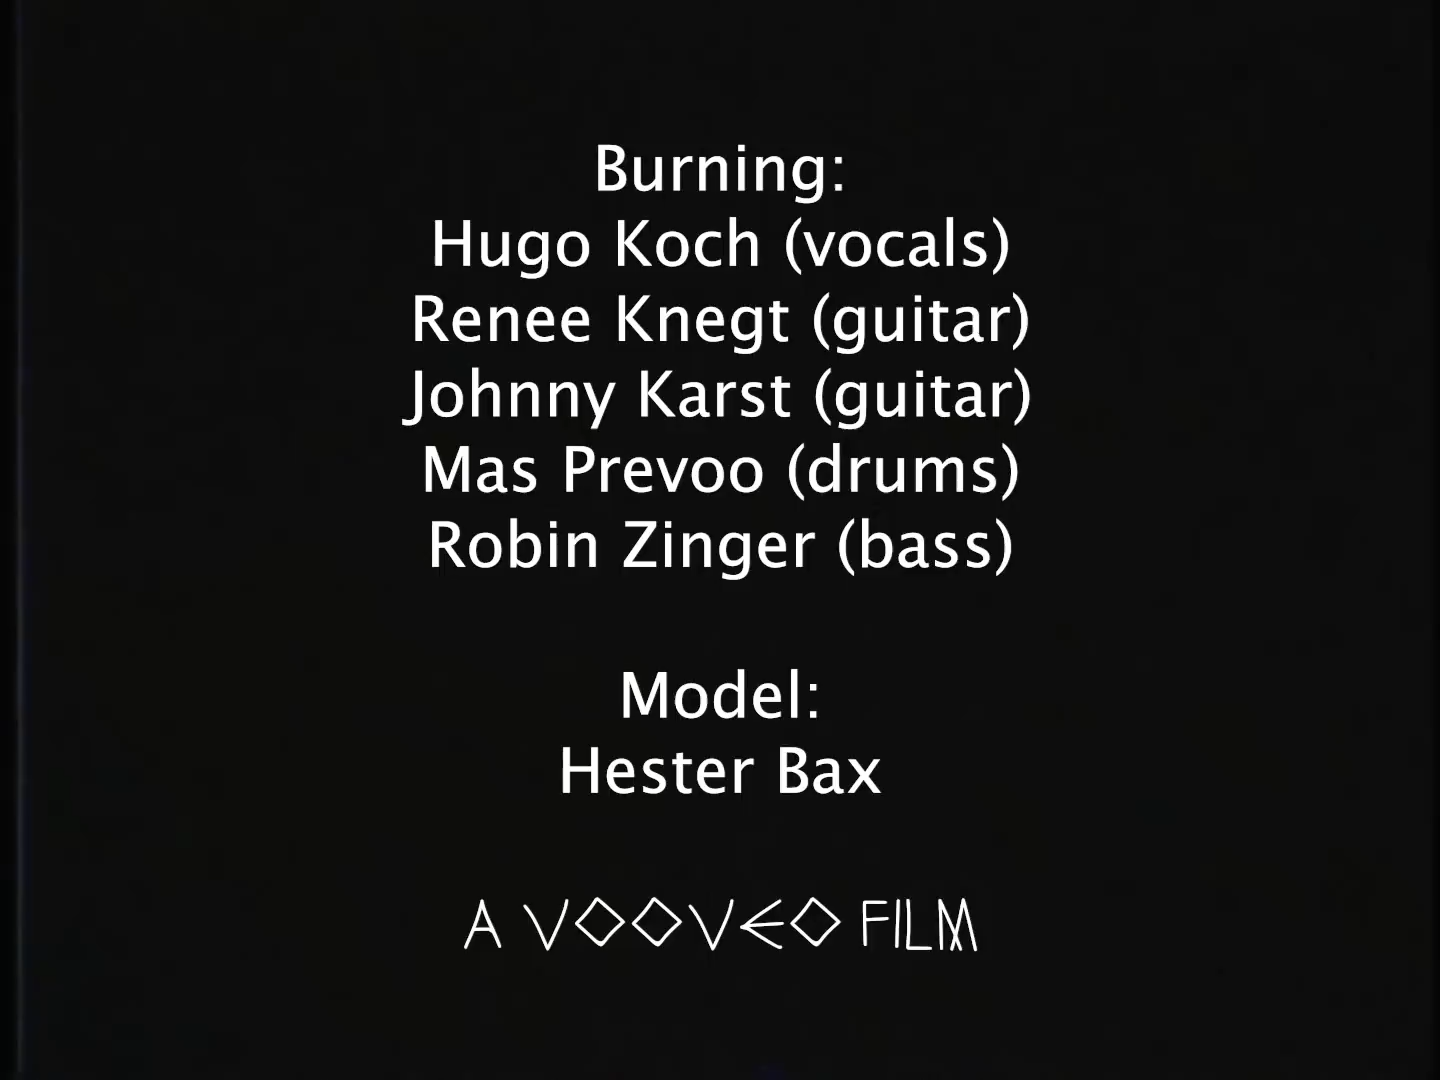 Burning:
Hugo Koch (vocals)
Renee Knegt (guitar)
Johnny Karst (guitar)
Mas Prevoo (drums)
Robin Zinger (bass)
Model:
Hester Bax
A VOOVEO FILM